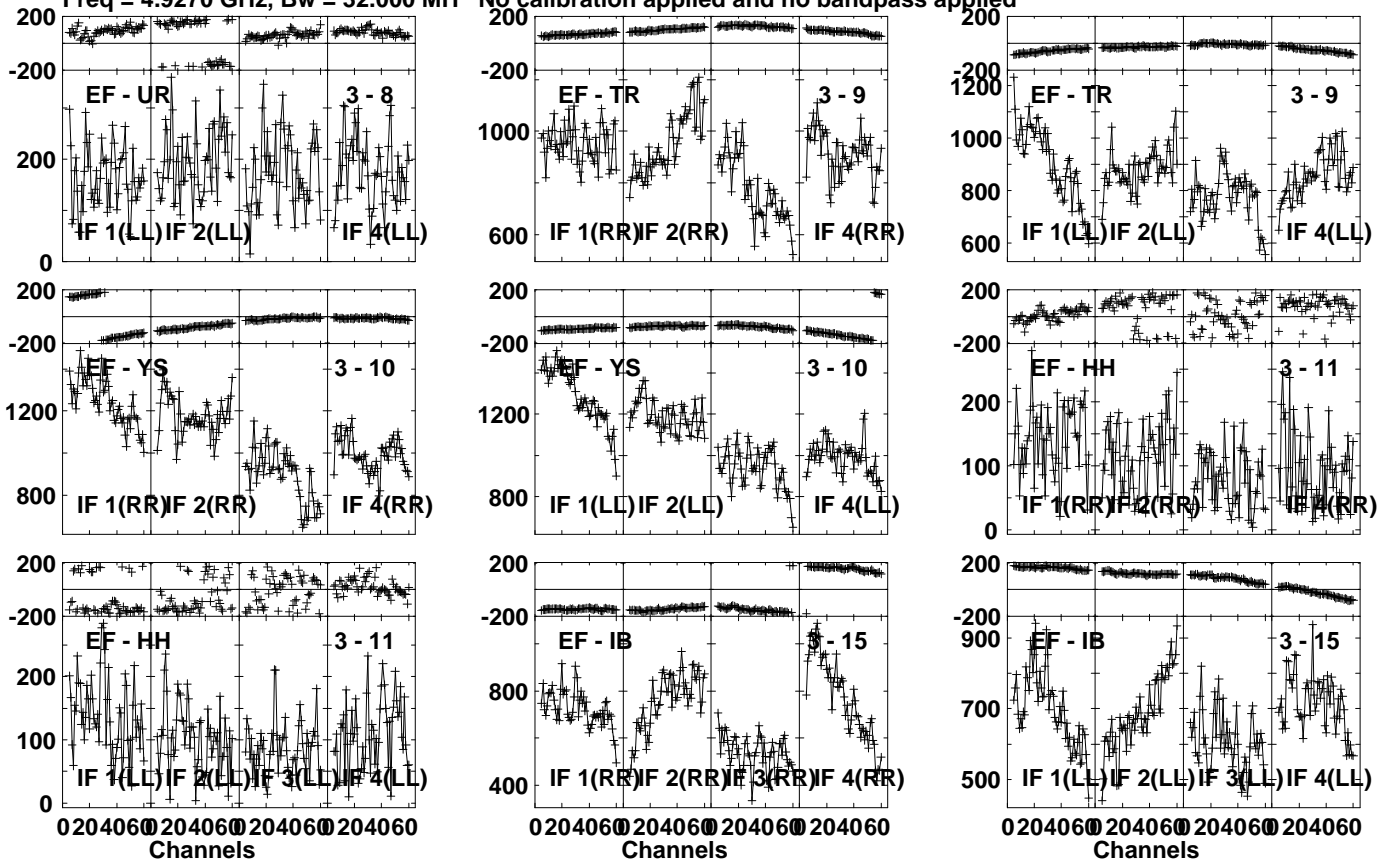 Freq = 4.9270 GHz, Bw = 32.000 MH No calibration applied and no bandpass applied
200
-200
EF - UR 3 - 8
200
0
IF 1(LL) IF 2(LL) IF 4(LL)
200
-200
EF - TR 3 - 9
1000
600
IF 1(RR) IF 2(RR) IF 4(RR)
200
-200
1200
EF - TR 3 - 9
1000
800
600
IF 1(LL) IF 2(LL) IF 4(LL)
200
-200
EF - YS 3 - 10
1200
800
IF 1(RR) IF 2(RR) IF 4(RR)
200
-200
EF - YS 3 - 10
1200
800
IF 1(LL) IF 2(LL) IF 4(LL)
200
-200
EF - HH 3 - 11
200
100
0
IF 1(RR) IF 2(RR) IF 4(RR)
200
-200
EF - HH 3 - 11
200
100
0
IF 1(LL) IF 2(LL) IF 3(LL) IF 4(LL)
0 20 40 60 0 20 40 60 0 20 40 60 0 20 40 60
Channels
200
-200
EF - IB 3 - 15
800
400
IF 1(RR) IF 2(RR) IF 3(RR) IF 4(RR)
0 20 40 60 0 20 40 60 0 20 40 60 0 20 40 60
Channels
200
-200
900
EF - IB 3 - 15
700
500
IF 1(LL) IF 2(LL) IF 3(LL) IF 4(LL)
0 20 40 60 0 20 40 60 0 20 40 60 0 20 40 60
Channels